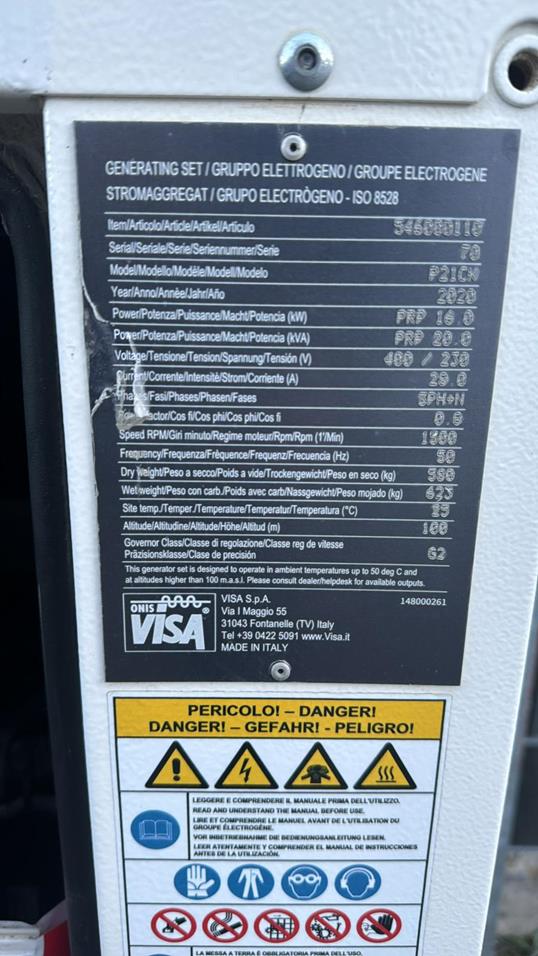 GENERATING SET / GRUPPO ELETTROGENO / GROUPE ELECTROGENE
STROMAGGREGAT / GRUPO ELECTRÒGENO - ISO 8528
Item/Articolo/Article/Artikel/Artículo 546000110
Serial/Seriale/Serie/Seriennummer/Serie 70
Model/Modello/Modèle/Modell/Modelo P21CN
Year/Anno/Annèe/Jahr/Año 2020
Power/Potenza/Puissance/Macht/Potencia (kW) PRP 16.0
Power/Potenza/Puissance/Macht/Potencia (kVA) PRP 20.0
Voltage/Tensione/Tension/Spannung/Tensión (V) 400 / 230
Current/Corrente/Intensitè/Strom/Corriente (A) 29.0
Phases/Fasi/Phases/Phasen/Fases 3PH+N
Factor/Cos fi/Cos phi/Cos phi/Cos fi 0.8
Speed RPM/Giri minuto/Regime moteur/Rpm/Rpm (1'/Min) 1500
Frequency/Frequenza/Frèquence/Frequenz/Frecuencia (Hz) 50
Dry weight/Peso a secco/Poids a vide/Trockengewicht/Peso en seco (kg) 580
Wet weight/Peso con carb./Poids avec carb/Nassgewicht/Peso mojado (kg) 623
Site temp./Temper./Temperature/Temperatur/Temperatura (°C) 25
Altitude/Altitudine/Altitude/Höhe/Altitud (m) 100
Governor Class/Classe di regolazione/Classe reg de vitesse
Präzisionsklasse/Clase de precisión G2
This generator set is designed to operate in ambient temperatures up to 50 deg C and
at altitudes higher than 100 m.a.s.l. Please consult dealer/helpdesk for available outputs.
ONIS
VISA®
VISA S.p.A.
Via I Maggio 55
31043 Fontanelle (TV) Italy
Tel +39 0422 5091 www.Visa.it
MADE IN ITALY
148000261
PERICOLO! – DANGER!
DANGER! – GEFAHR! - PELIGRO!
LEGGERE E COMPRENDERE IL MANUALE PRIMA DELL'UTILIZZO.
READ AND UNDERSTAND THE MANUAL BEFORE USE.
LIRE ET COMPRENDRE LE MANUEL AVANT DE L'UTILISATION DU
GROUPE ÉLECTROGÈNE.
VOR INBETRIEBNAHME DIE BEDIENUNGSANLEITUNG LESEN.
LEER ATENTAMENTE Y COMPRENDER EL MANUAL DE INSTRUCCIONES
ANTES DE LA UTILIZACIÓN.
LA MESSA A TERRA È OBBLIGATORIA PRIMA DELL'USO.